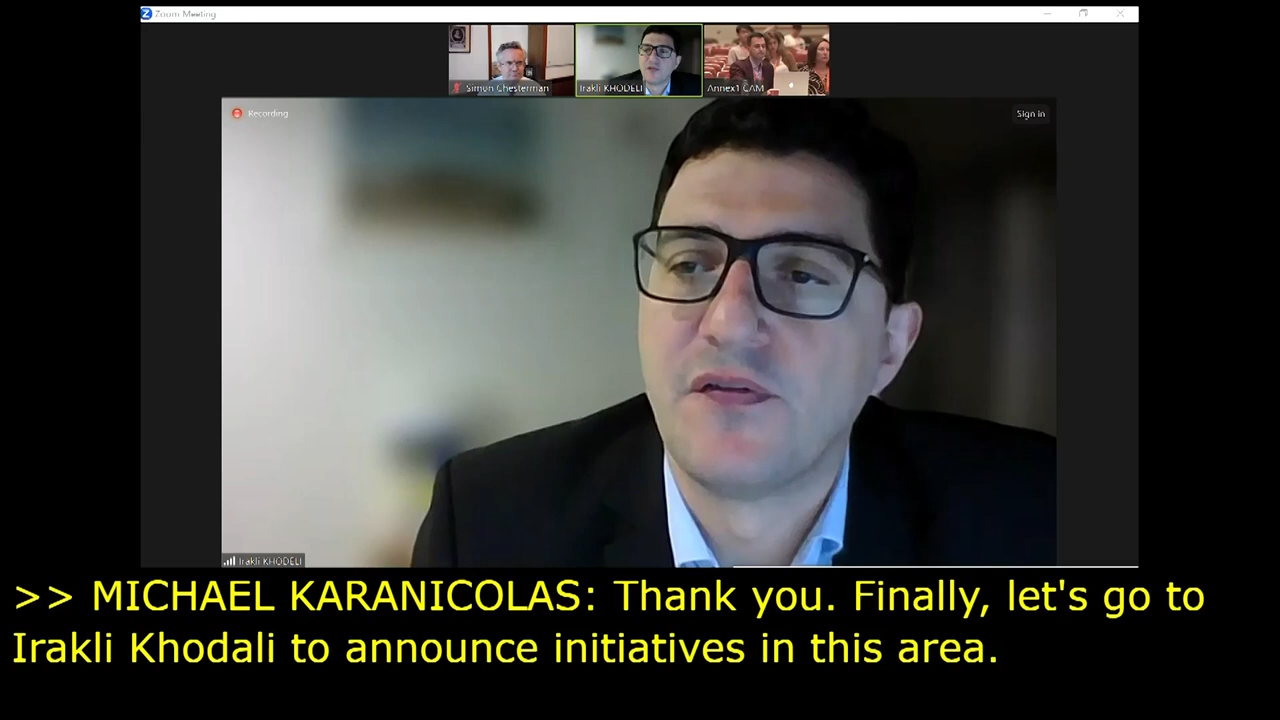 Zoom Meeting
Simon Chesterman
Irakli KHODELI
Annex1 CAM
Recording
Sign in
Irakli KHODELI
>> MICHAEL KARANICOLAS: Thank you. Finally, let's go to
Irakli Khodali to announce initiatives in this area.